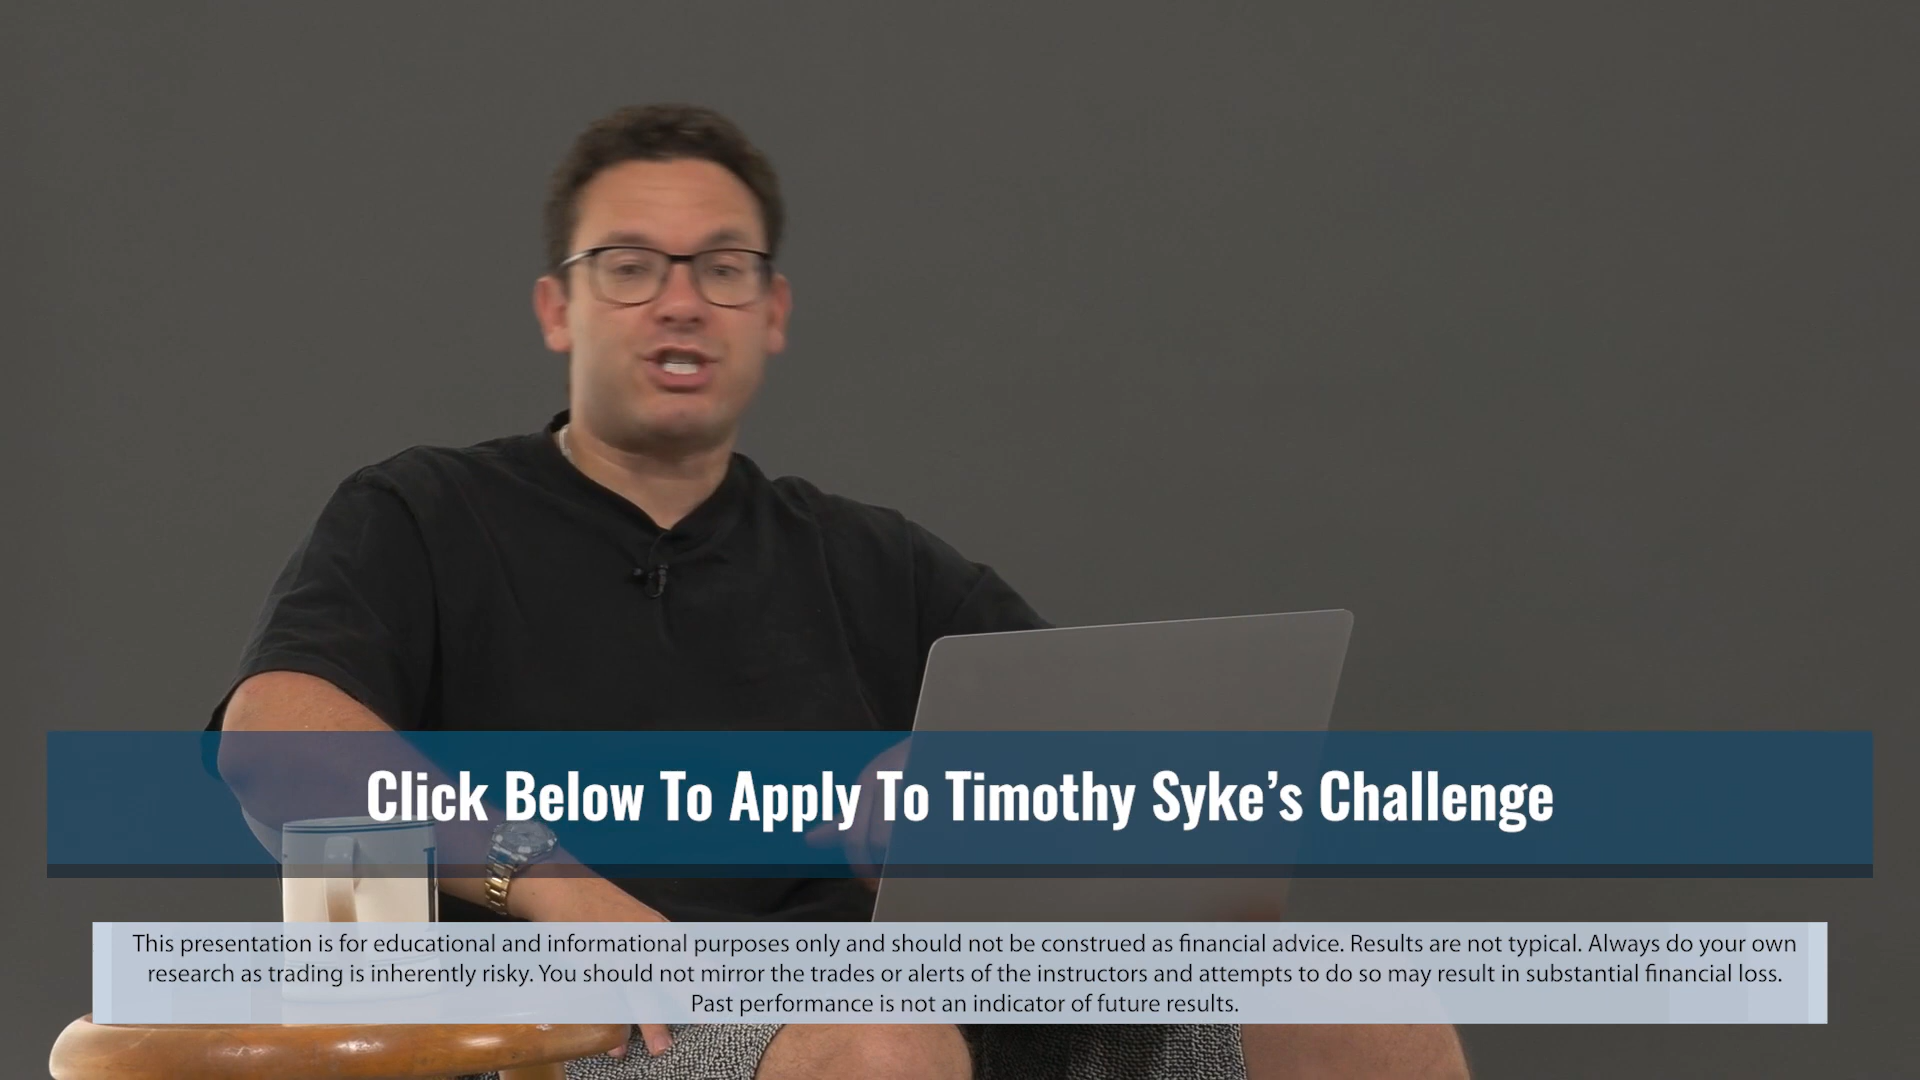 Click Below To Apply To Timothy Syke’s Challenge
This presentation is for educational and informational purposes only and should not be construed as financial advice. Results are not typical. Always do your own
research as trading is inherently risky. You should not mirror the trades or alerts of the instructors and attempts to do so may result in substantial financial loss.
Past performance is not an indicator of future results.